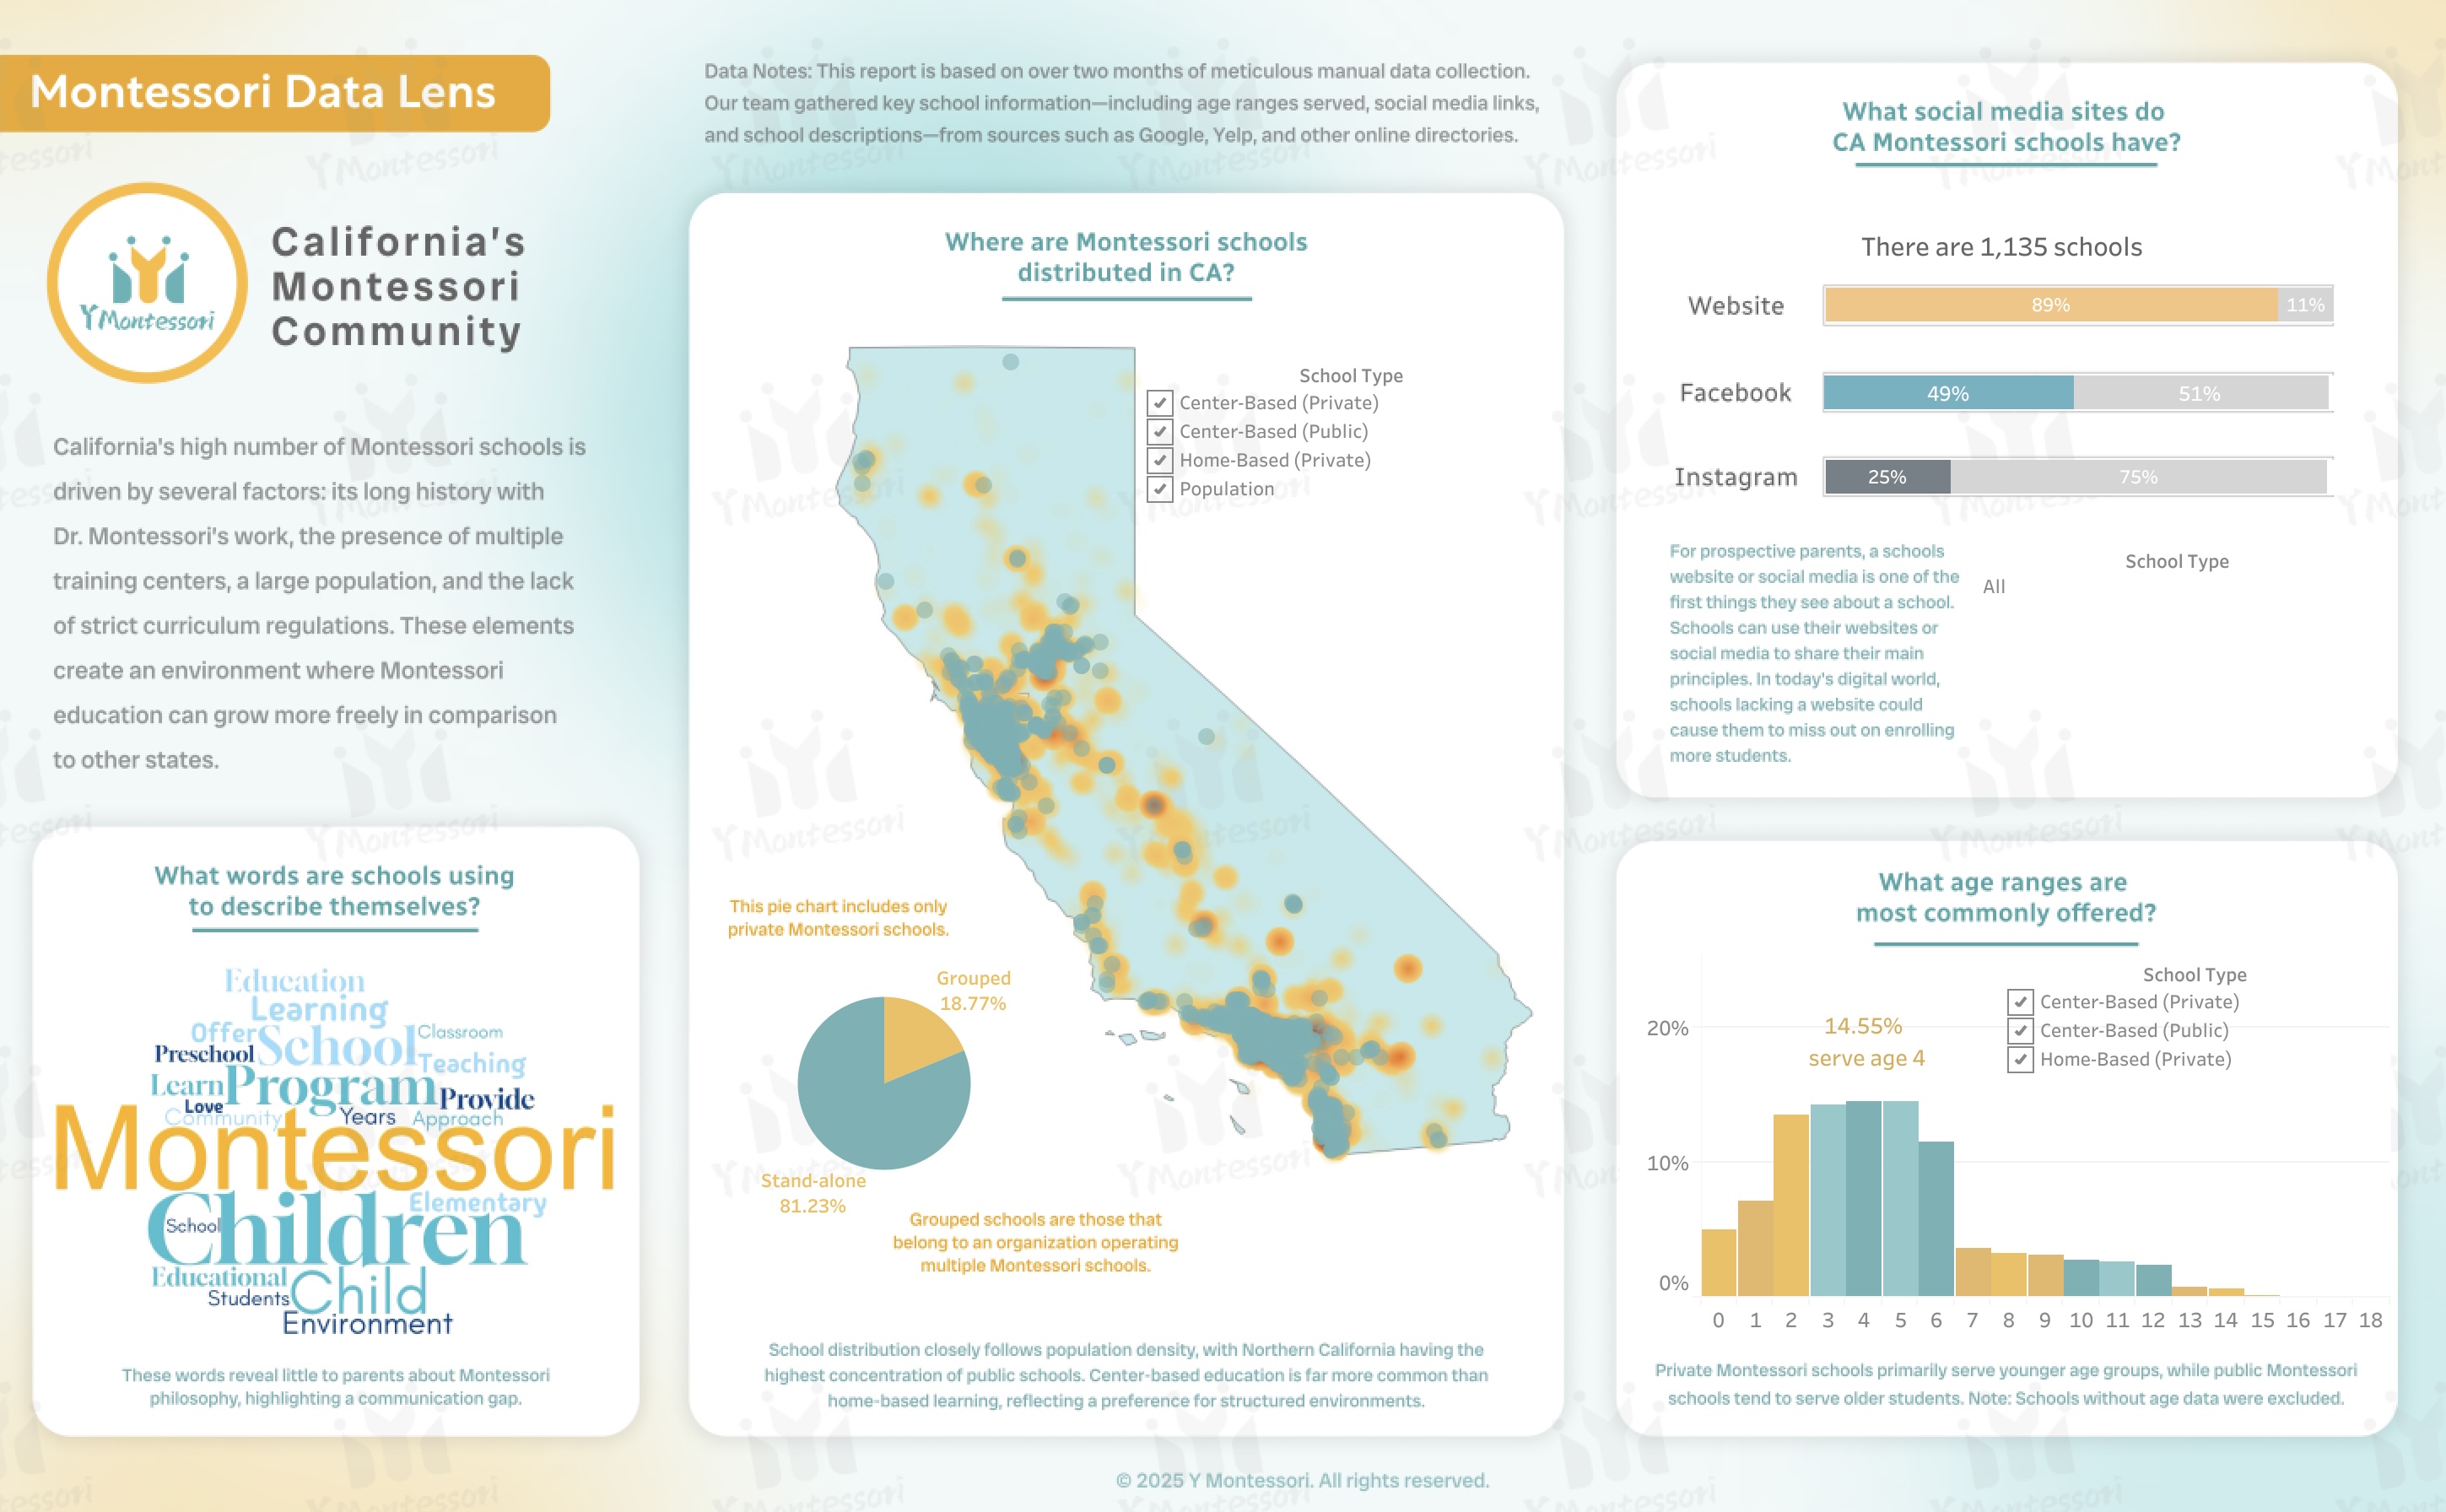 Montessori Data Lens
YMontessori
California's
Montessori
Community
California's high number of Montessori schools is
driven by several factors: its long history with
Dr. Montessori's work, the presence of multiple
training centers, a large population, and the lack
of strict curriculum regulations. These elements
create an environment where Montessori
education can grow more freely in comparison
to other states.
What words are schools using
to describe themselves?
Education
Learning
Offer School Classroom
Preschool Teaching
Learn Program Provide
Love
Community Years Approach
Montessori
Elementary
School Children
Educational Child
Students
Environment
These words reveal little to parents about Montessori
philosophy, highlighting a communication gap.
Data Notes: This report is based on over two months of meticulous manual data collection.
Our team gathered key school information—including age ranges served, social media links,
and school descriptions—from sources such as Google, Yelp, and other online directories.
Where are Montessori schools
distributed in CA?
School Type
Center-Based (Private)
Center-Based (Public)
Home-Based (Private)
Population
This pie chart includes only
private Montessori schools.
Grouped
18.77%
Stand-alone
81.23%
Grouped schools are those that
belong to an organization operating
multiple Montessori schools.
School distribution closely follows population density, with Northern California having the
highest concentration of public schools. Center-based education is far more common than
home-based learning, reflecting a preference for structured environments.
What social media sites do
CA Montessori schools have?
There are 1,135 schools
Website 89% 11%
Facebook 49% 51%
Instagram 25% 75%
For prospective parents, a schools
website or social media is one of the
first things they see about a school.
Schools can use their websites or
social media to share their main
principles. In today's digital world,
schools lacking a website could
cause them to miss out on enrolling
more students.
School Type
All
What age ranges are
most commonly offered?
School Type
Center-Based (Private)
Center-Based (Public)
Home-Based (Private)
14.55%
serve age 4
20%
10%
0%
0 1 2 3 4 5 6 7 8 9 10 11 12 13 14 15 16 17 18
Private Montessori schools primarily serve younger age groups, while public Montessori
schools tend to serve older students. Note: Schools without age data were excluded.
© 2025 Y Montessori. All rights reserved.